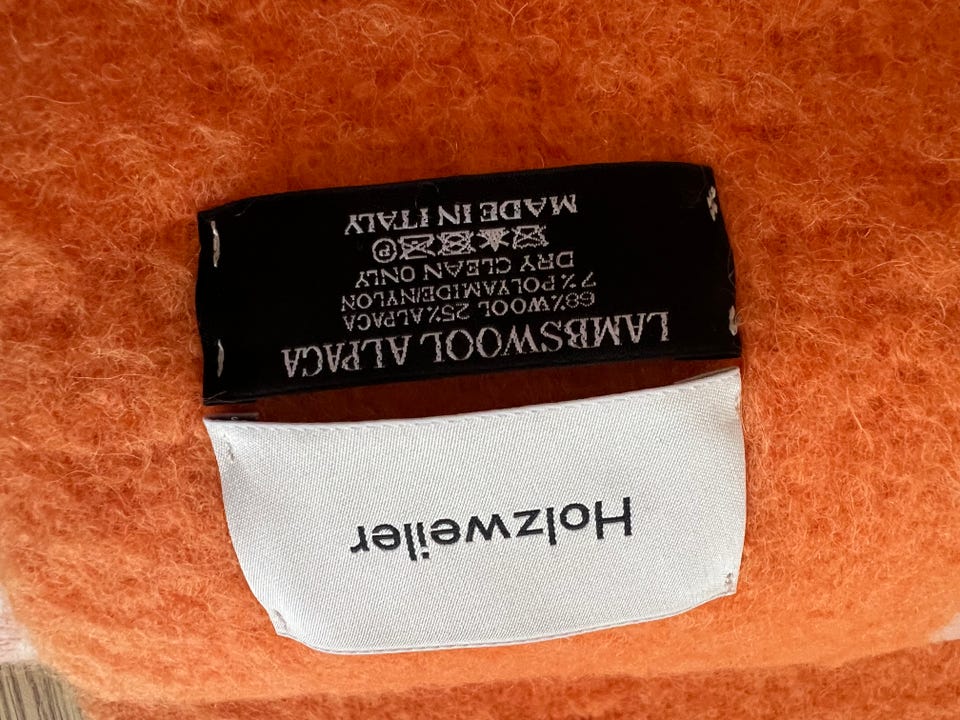 Holzweiler
LAMBSWOOL ALPACA
68% WOOL 25% ALPACA
7% POLYAMIDE/NYLON
DRY CLEAN ONLY
P
MADE IN ITALY